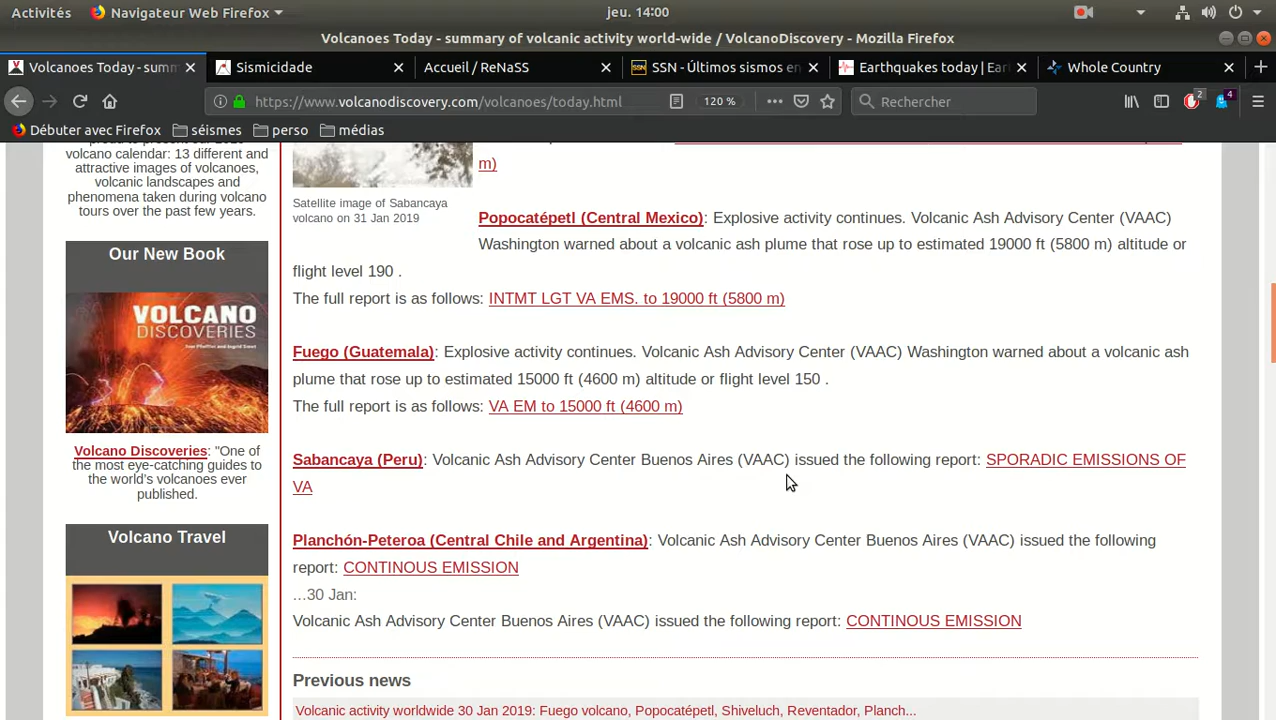 Activités Navigateur Web Firefox jeu. 14:00
Volcanoes Today - summary of volcanic activity world-wide / VolcanoDiscovery - Mozilla Firefox
Volcanoes Today - summ Sismicidade Accueil / ReNaSS SSN - Últimos sismos en Earthquakes today | Eart Whole Country
https://www.volcanodiscovery.com/volcanoes/today.html 120 % Rechercher 2 4
Débuter avec Firefox séismes perso médias
volcano calendar: 13 different and
attractive images of volcanoes,
volcanic landscapes and
phenomena taken during volcano
tours over the past few years.
Our New Book
VOLCANO
DISCOVERIES
Volcano Discoveries: "One of
the most eye-catching guides to
the world's volcanoes ever
published.
Volcano Travel
m)
Satellite image of Sabancaya
volcano on 31 Jan 2019
Popocatépetl (Central Mexico): Explosive activity continues. Volcanic Ash Advisory Center (VAAC)
Washington warned about a volcanic ash plume that rose up to estimated 19000 ft (5800 m) altitude or
flight level 190 .
The full report is as follows: INTMT LGT VA EMS. to 19000 ft (5800 m)
Fuego (Guatemala): Explosive activity continues. Volcanic Ash Advisory Center (VAAC) Washington warned about a volcanic ash
plume that rose up to estimated 15000 ft (4600 m) altitude or flight level 150 .
The full report is as follows: VA EM to 15000 ft (4600 m)
Sabancaya (Peru): Volcanic Ash Advisory Center Buenos Aires (VAAC) issued the following report: SPORADIC EMISSIONS OF
VA
Planchón-Peteroa (Central Chile and Argentina): Volcanic Ash Advisory Center Buenos Aires (VAAC) issued the following
report: CONTINOUS EMISSION
...30 Jan:
Volcanic Ash Advisory Center Buenos Aires (VAAC) issued the following report: CONTINOUS EMISSION
Previous news
Volcanic activity worldwide 30 Jan 2019: Fuego volcano, Popocatépetl, Shiveluch, Reventador, Planch...